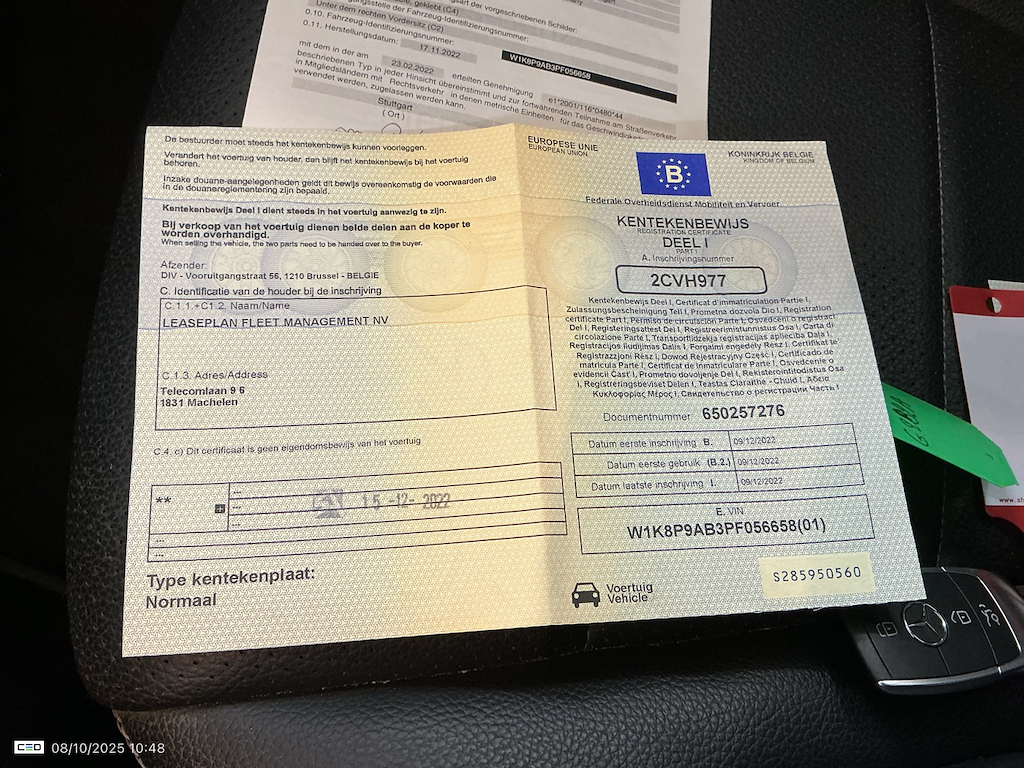 geklebt (C4)
Unter dem rechten Vordersitz (C2)
0.10. Fahrzeug-Identifizierungsnummer:
W1K8P9AB3PF056658
0.11. Herstellungsdatum: 17.11.2022
mit dem in der am 23.02.2022 erteilten Genehmigung e1*2001/116*0480*44
beschriebenen Typ in jeder Hinsicht übereinstimmt und zur fortwährenden Teilnahme am Straßenverkehr
in Mitgliedsländern mit Rechtsverkehr in denen metrische Einheiten für das
verwendet werden, zugelassen werden kann.
Stuttgart
(Ort)
De bestuurder moet steeds het kentekenbewijs kunnen voorleggen.
Verandert het voertuig van houder, dan blijft het kentekenbewijs bij het voertuig
behoren.
Inzake douane-aangelegenheden geldt dit bewijs overeenkomstig de voorwaarden die
in de douanereglementering zijn bepaald.
Kentekenbewijs Deel I dient steeds in het voertuig aanwezig te zijn.
Bij verkoop van het voertuig dienen beide delen aan de koper te
worden overhandigd.
When selling the vehicle, the two parts need to be handed over to the buyer.
Afzender:
DIV - Vooruitgangstraat 56, 1210 Brussel - BELGIE
C. Identificatie van de houder bij de inschrijving
C.1.1.+C1.2. Naam/Name
LEASEPLAN FLEET MANAGEMENT NV
C.1.3. Adres/Address
Telecomlaan 9 6
1831 Machelen
C.4. c) Dit certificaat is geen eigendomsbewijs van het voertuig
**
...
...
...
...
...
15 -12- 2022
Type kentekenplaat:
Normaal
EUROPESE UNIE
EUROPEAN UNION
B
KONINKRIJK BELGIE
KINGDOM OF BELGIUM
Federale Overheidsdienst Mobiliteit en Vervoer
KENTEKENBEWIJS
REGISTRATION CERTIFICATE
DEEL I
PART I
A. Inschrijvingsnummer
2CVH977
Kentekenbewijs Deel I, Certificat d'immatriculation Partie I,
Zulassungsbescheinigung Teil I, Prometna dozvola Dio I, Registration
certificate Part I, Permiso de circulación Parte I, Osvedčení o registraci
Del I, Registeringsattest Del I, Registreerimistunnistus Osa I, Carta di
circolazione Parte I, Transportlidzekja registracijas aplieciba Daja I,
Registracijos liudijimas Dalis I, Forgalmi engedély Rész I, Certifikat ta'
Registrazzjoni Rész I, Dowod Rejestracyjny Część I, Certificado de
matrícula Parte I, Certificat de înmatriculare Parte I, Osvedčenie o
evidencii Časť I, Prometno dovoljenje Del I, Rekisteröintitodistus Osa
I, Registreringsbeviset Delen I, Teastas Claraithe - Chuid I, Άδεια
Κυκλοφορίας Μέρος I, Свидетельство о регистрации Часть I
Documentnummer 650257276
Datum eerste inschrijving B. 09/12/2022
Datum eerste gebruik (B.2.) 09/12/2022
Datum laatste inschrijving I. 09/12/2022
E. VIN
W1K8P9AB3PF056658(01)
Voertuig
Vehicle
S285950560
CED 08/10/2025 10:48